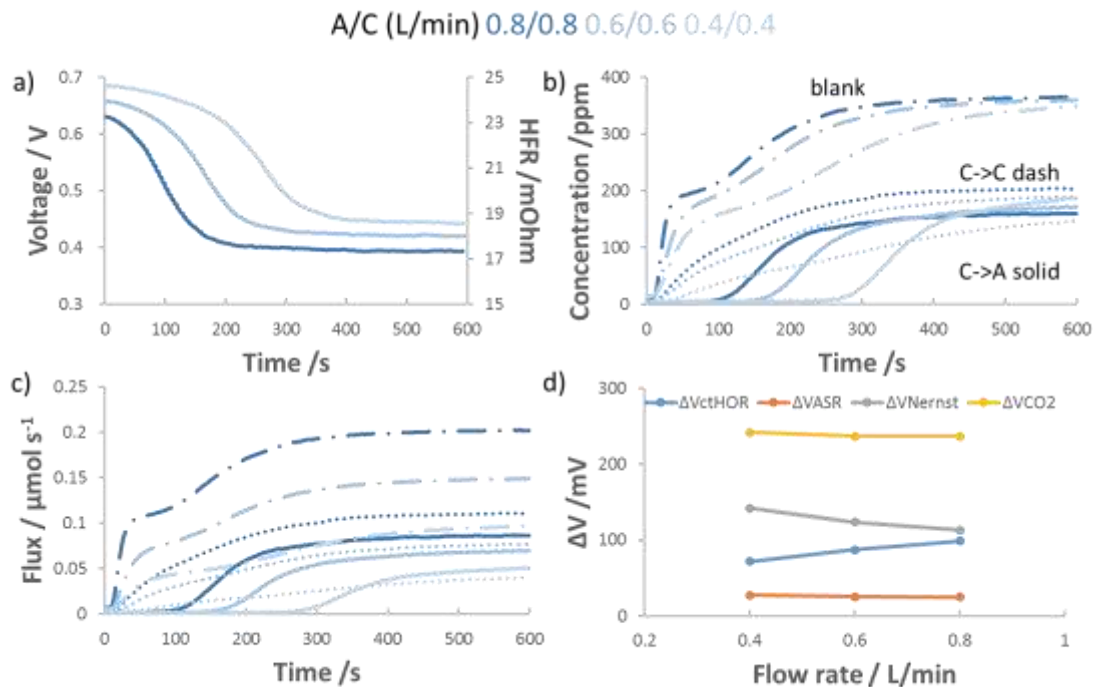 A/C (L/min) 0.8/0.8 0.6/0.6 0.4/0.4
a)
0.7
0.6
0.5
0.4
0.3
Voltage / V
25
23
21
19
17
15
HFR /mOhm
0 100 200 300 400 500 600
Time /s
b)
400
300
200
100
0
Concentration /ppm
blank
C->C dash
C->A solid
0 100 200 300 400 500 600
Time /s
c)
0.25
0.2
0.15
0.1
0.05
0
Flux / μmol s⁻¹
0 100 200 300 400 500 600
Time /s
d)
300
200
100
0
ΔV /mV
ΔVctHOR ΔVASR ΔVNernst ΔVCO2
0.2 0.4 0.6 0.8 1
Flow rate / L/min